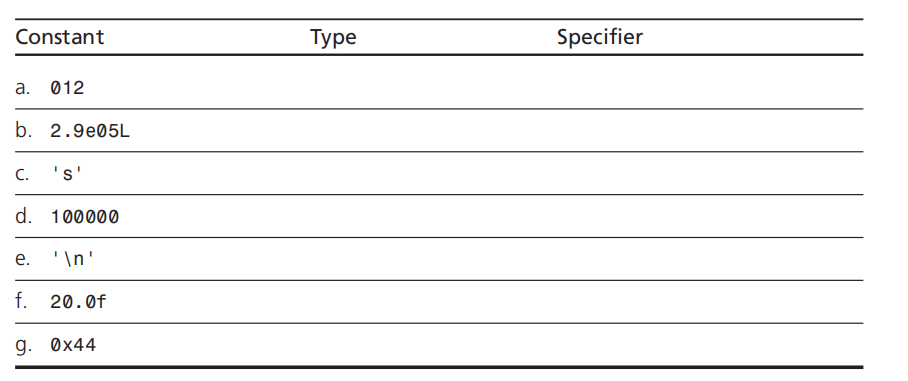 Constant Type Specifier
a. 012
b. 2.9e05L
c. 's'
d. 100000
e. '\n'
f. 20.0f
g. 0x44